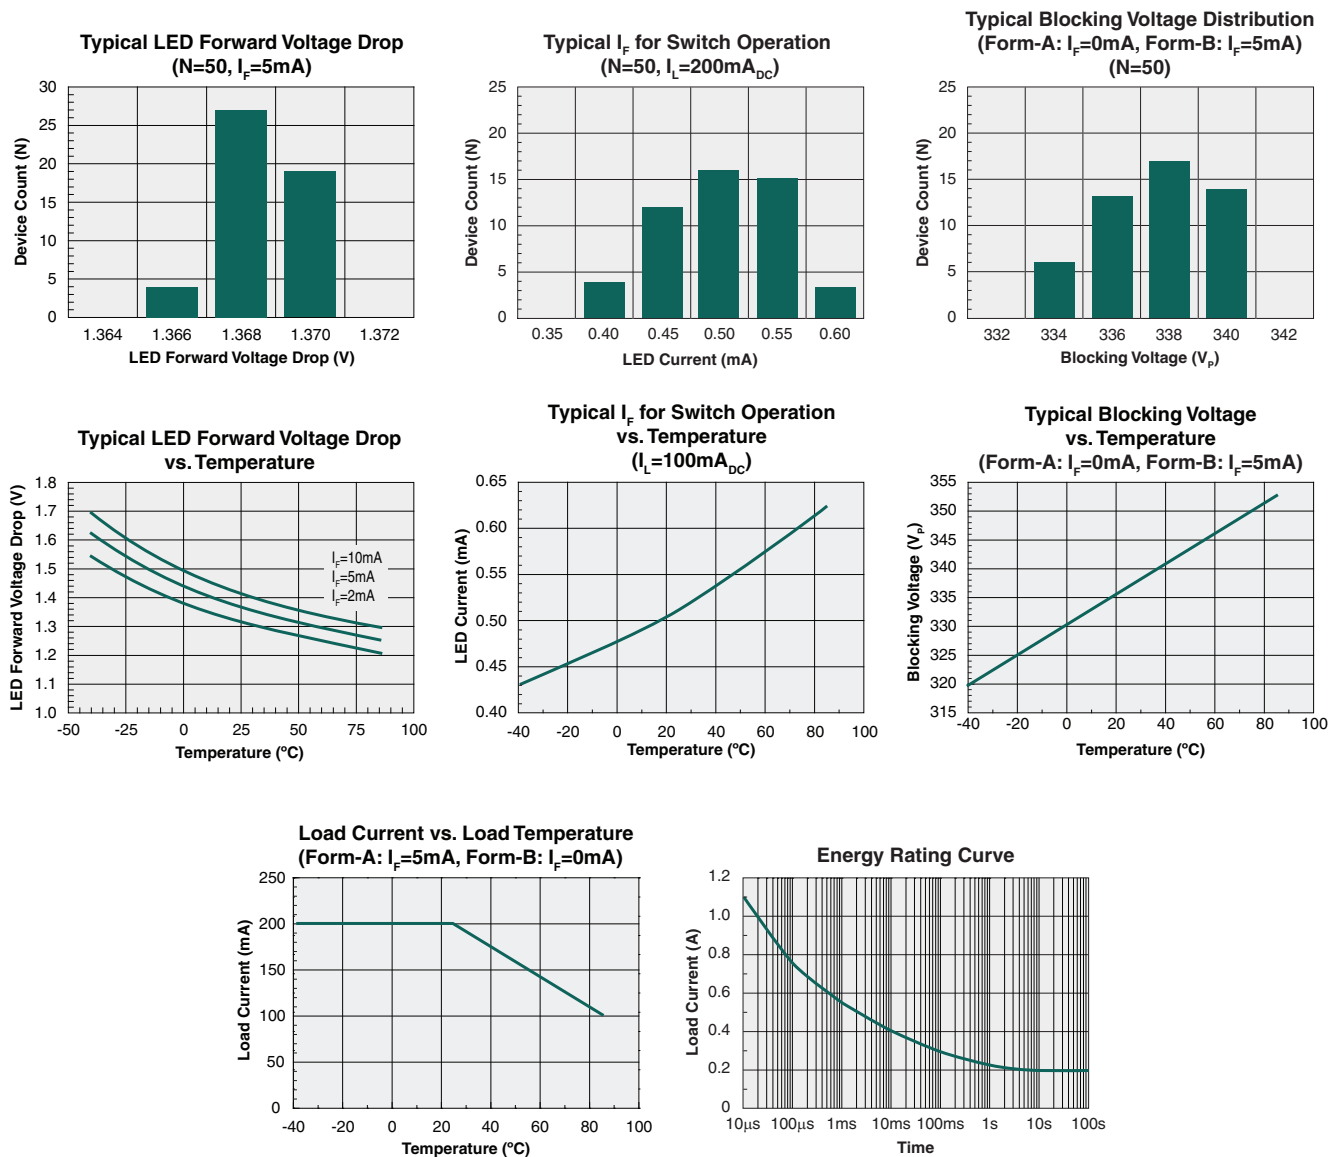 Typical LED Forward Voltage Drop
(N=50, IF=5mA)
Device Count (N)
30
25
20
15
10
5
0
1.364 1.366 1.368 1.370 1.372
LED Forward Voltage Drop (V)
Typical IF for Switch Operation
(N=50, IL=200mADC)
Device Count (N)
25
20
15
10
5
0
0.35 0.40 0.45 0.50 0.55 0.60
LED Current (mA)
Typical Blocking Voltage Distribution
(Form-A: IF=0mA, Form-B: IF=5mA)
(N=50)
Device Count (N)
25
20
15
10
5
0
332 334 336 338 340 342
Blocking Voltage (VP)
Typical LED Forward Voltage Drop
vs. Temperature
LED Forward Voltage Drop (V)
1.8
1.7
1.6
1.5
1.4
1.3
1.2
1.1
1.0
IF=10mA
IF=5mA
IF=2mA
-50 -25 0 25 50 75 100
Temperature (ºC)
Typical IF for Switch Operation
vs. Temperature
(IL=100mADC)
LED Current (mA)
0.65
0.60
0.55
0.50
0.45
0.40
-40 -20 0 20 40 60 80 100
Temperature (ºC)
Typical Blocking Voltage
vs. Temperature
(Form-A: IF=0mA, Form-B: IF=5mA)
Blocking Voltage (VP)
355
350
345
340
335
330
325
320
315
-40 -20 0 20 40 60 80 100
Temperature (ºC)
Load Current vs. Load Temperature
(Form-A: IF=5mA, Form-B: IF=0mA)
Load Current (mA)
250
200
150
100
50
0
-40 -20 0 20 40 60 80 100
Temperature (ºC)
Energy Rating Curve
Load Current (A)
1.2
1.0
0.8
0.6
0.4
0.2
0
10µs 100µs 1ms 10ms 100ms 1s 10s 100s
Time